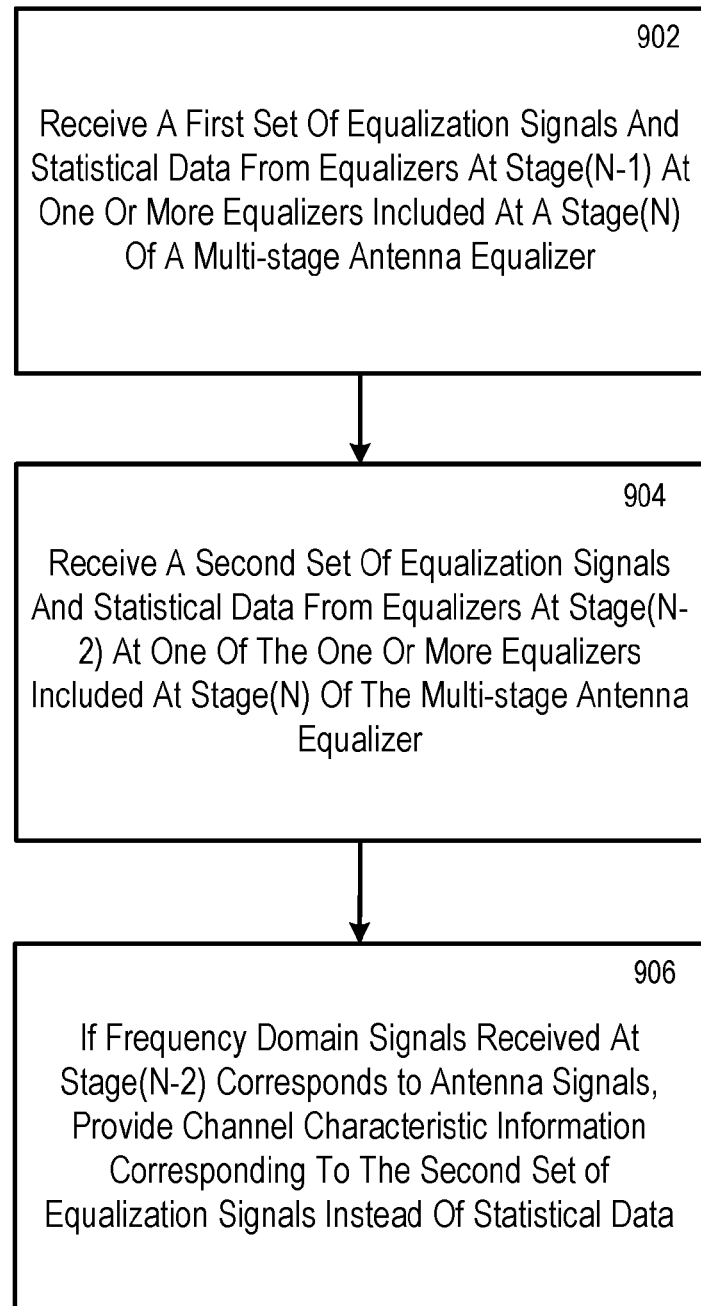 902
Receive A First Set Of Equalization Signals And
Statistical Data From Equalizers At Stage(N-1) At
One Or More Equalizers Included At A Stage(N)
Of A Multi-stage Antenna Equalizer
904
Receive A Second Set Of Equalization Signals
And Statistical Data From Equalizers At Stage(N-
2) At One Of The One Or More Equalizers
Included At Stage(N) Of The Multi-stage Antenna
Equalizer
906
If Frequency Domain Signals Received At
Stage(N-2) Corresponds to Antenna Signals,
Provide Channel Characteristic Information
Corresponding To The Second Set of
Equalization Signals Instead Of Statistical Data